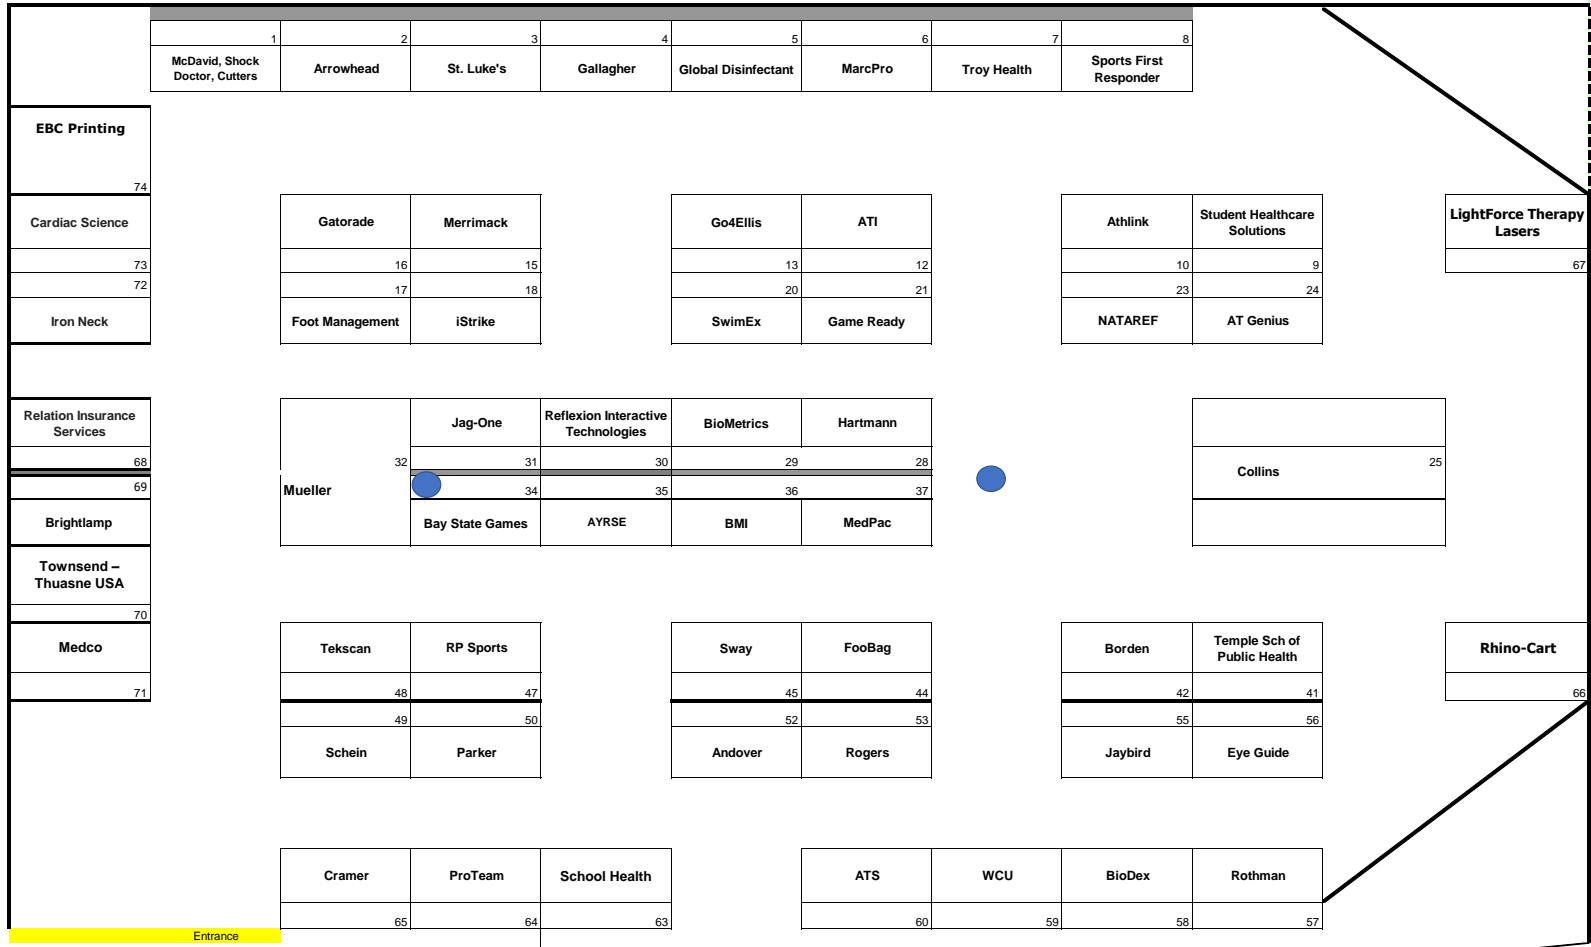 1
2
3
4
5
6
7
8
McDavid, Shock
Doctor, Cutters
Arrowhead
St. Luke's
Gallagher
Global Disinfectant
MarcPro
Troy Health
Sports First
Responder
EBC Printing
74
Cardiac Science
73
72
Iron Neck
Gatorade
Merrimack
16
15
17
18
Foot Management
iStrike
Go4Ellis
ATI
13
12
20
21
SwimEx
Game Ready
Athlink
Student Healthcare
Solutions
10
9
23
24
NATAREF
AT Genius
LightForce Therapy
Lasers
67
Relation Insurance
Services
68
69
Brightlamp
Townsend –
Thuasne USA
70
Medco
71
32
Mueller
Jag-One
Reflexion Interactive
Technologies
BioMetrics
Hartmann
31
30
29
28
34
35
36
37
Bay State Games
AYRSE
BMI
MedPac
25
Collins
Tekscan
RP Sports
48
47
49
50
Schein
Parker
Sway
FooBag
45
44
52
53
Andover
Rogers
Borden
Temple Sch of
Public Health
42
41
55
56
Jaybird
Eye Guide
Rhino-Cart
66
Cramer
ProTeam
School Health
65
64
63
ATS
WCU
BioDex
Rothman
60
59
58
57
Entrance